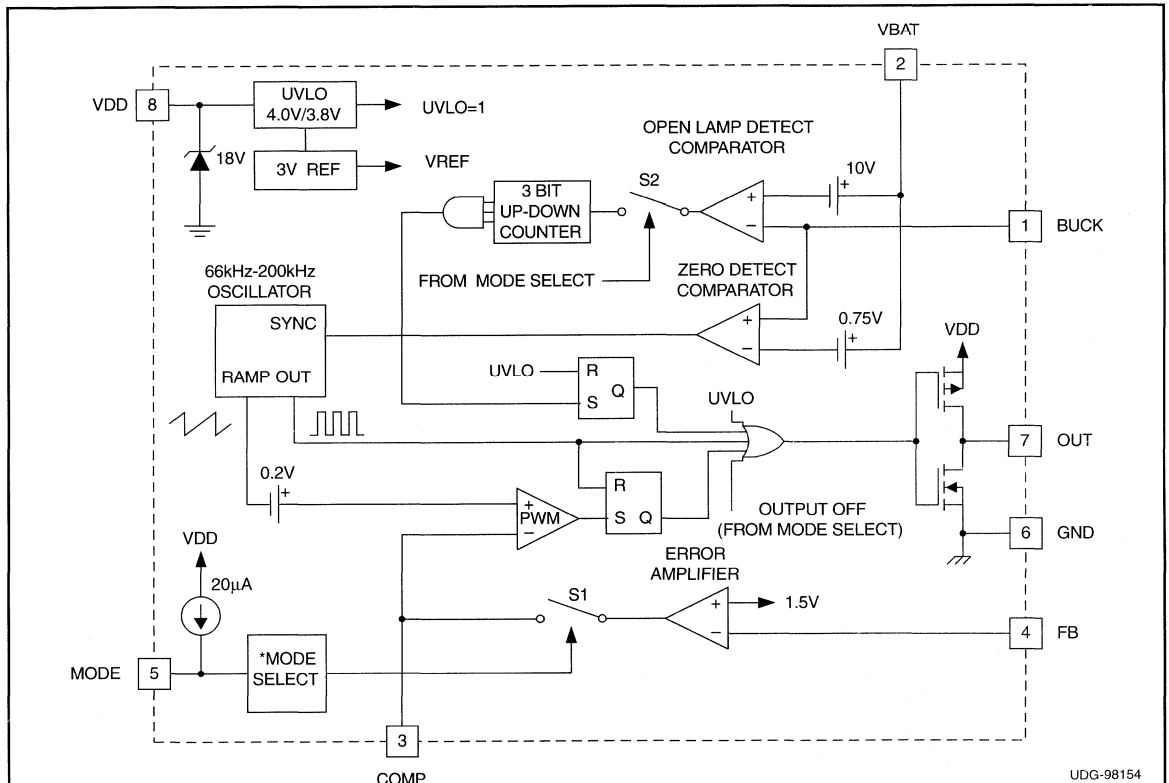 VBAT
2
VDD 8
UVLO
4.0V/3.8V
UVLO=1
18V
3V REF
VREF
OPEN LAMP DETECT
COMPARATOR
10V
+
S2
3 BIT
UP-DOWN
COUNTER
+
−
1 BUCK
FROM MODE SELECT
ZERO DETECT
COMPARATOR
66kHz-200kHz
OSCILLATOR
SYNC
RAMP OUT
+
−
0.75V
+
VDD
UVLO
R
S
Q
UVLO
7 OUT
0.2V
+
+
PWM
−
R
S Q
OUTPUT OFF
(FROM MODE SELECT)
6 GND
VDD
20µA
ERROR
AMPLIFIER
S1
+
−
1.5V
4 FB
MODE 5
*MODE
SELECT
3
COMP
UDG-98154